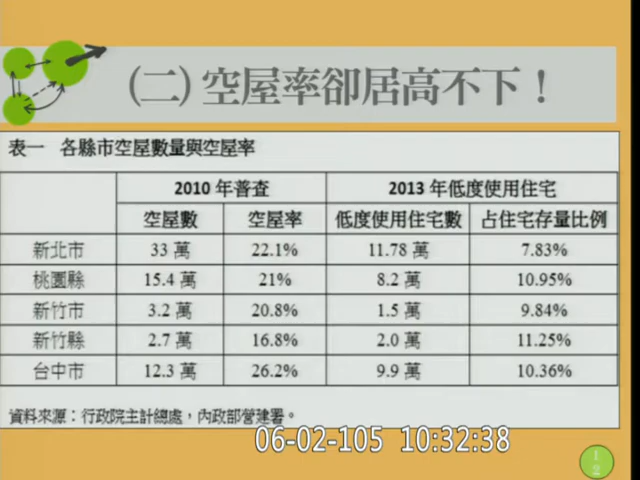 (二)空屋率卻居高不下！
表一 各縣市空屋數量與空屋率
2010 年普查 2013 年低度使用住宅
空屋數 空屋率 低度使用住宅數 占住宅存量比例
新北市 33 萬 22.1% 11.78 萬 7.83%
桃園縣 15.4 萬 21% 8.2 萬 10.95%
新竹市 3.2 萬 20.8% 1.5 萬 9.84%
新竹縣 2.7 萬 16.8% 2.0 萬 11.25%
台中市 12.3 萬 26.2% 9.9 萬 10.36%
資料來源：行政院主計總處，內政部營建署。
06-02-105 10:32:38
1
2